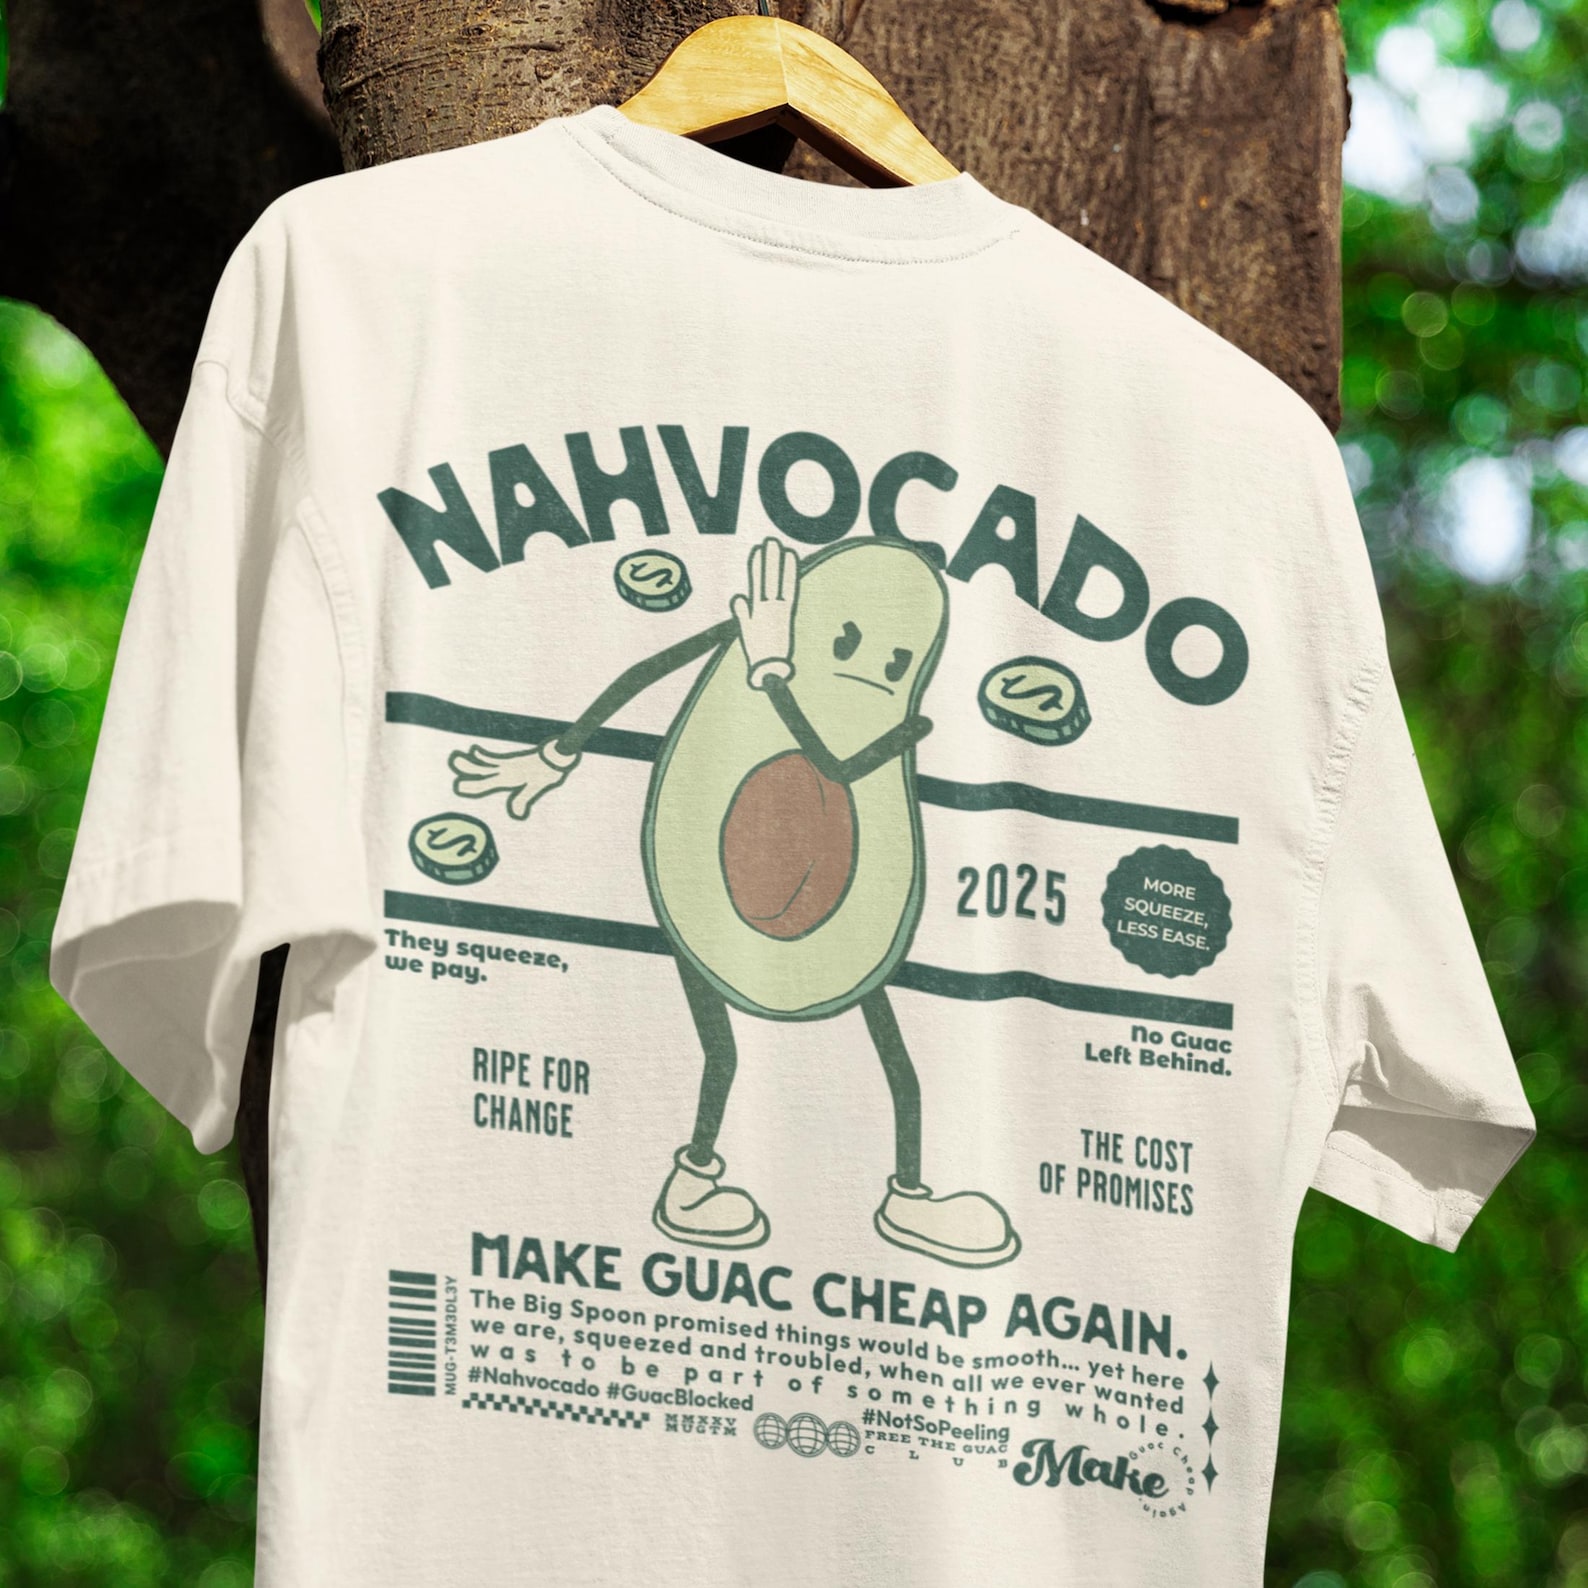 NAHVOCADO
2025
MORE
SQUEEZE,
LESS EASE.
They squeeze,
we pay.
No Guac
Left Behind.
RIPE FOR
CHANGE
THE COST
OF PROMISES
MAKE GUAC CHEAP AGAIN.
The Big Spoon promised things would be smooth... yet here
we are, squeezed and troubled, when all we ever wanted
was to be part of something whole.
#Nahvocado #GuacBlocked
#NotSoPeeling
MUG-T3M3DL3Y
MMXXV
MUGTM
FREE THE GUAC
CLUB
Make
Guac Cheap Again.